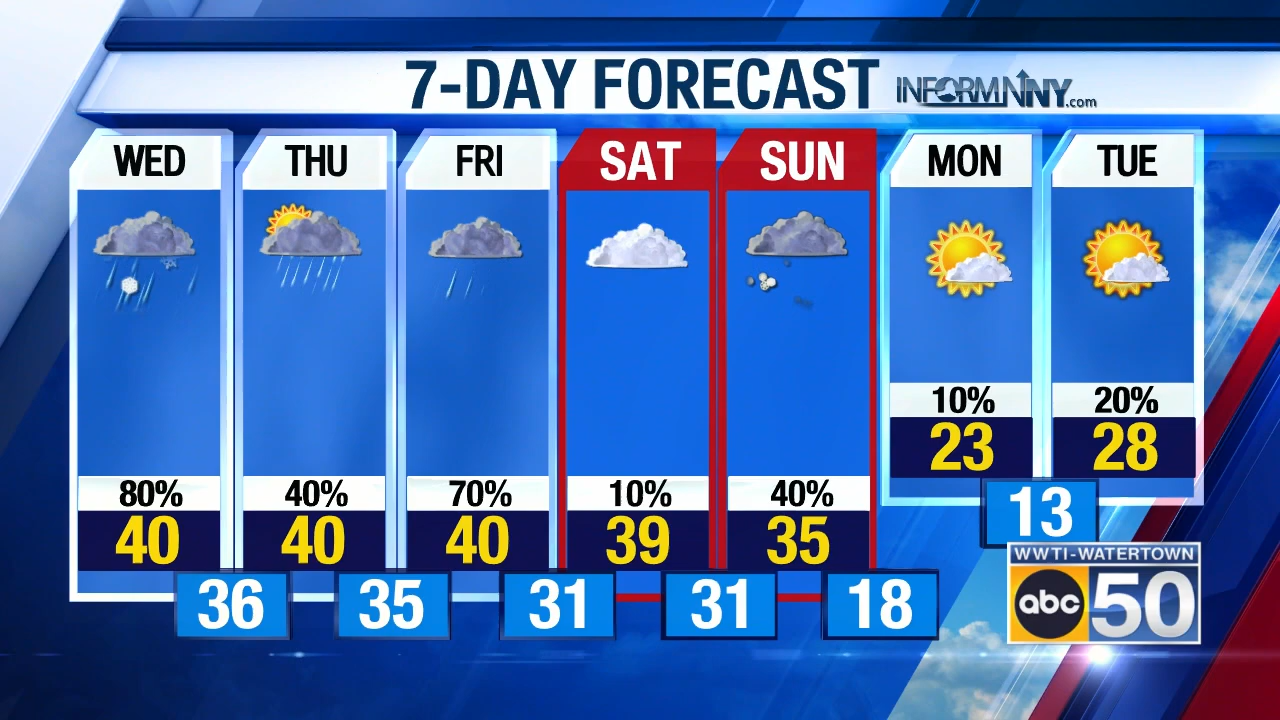 7-DAY FORECAST INFORMNNY.com
WED THU FRI SAT SUN MON TUE
10% 20%
23 28
80% 40% 70% 10% 40%
13
40 40 40 39 35
WWTI-WATERTOWN
abc 50
36 35 31 31 18